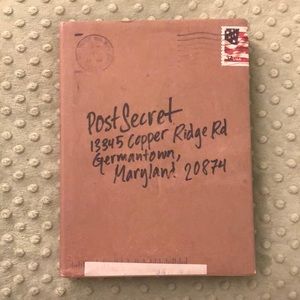 PostSecret
13345 Copper Ridge Rd
Germantown,
Maryland 20874